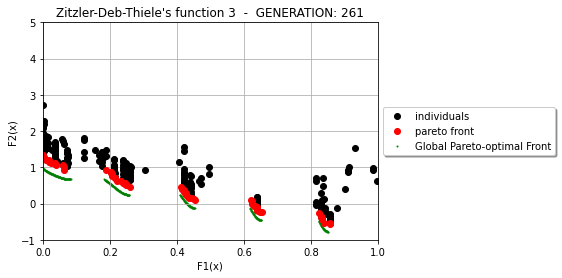 Zitzler-Deb-Thiele's function 3 - GENERATION: 261
5
4
3
2
1
0
−1
F2(x)
0.0 0.2 0.4 0.6 0.8 1.0
F1(x)
individuals
pareto front
Global Pareto-optimal Front